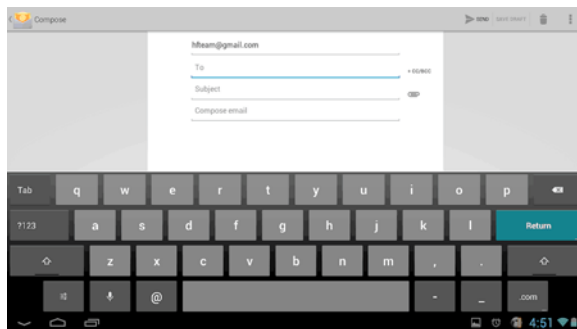 Compose SEND SAVE DRAFT
hfteam@gmail.com
To
+ CC/BCC
Subject
Compose email
Tab q w e r t y u i o p
?123 a s d f g h j k l Return
z x c v b n m , .
@ - _ .com
4:51